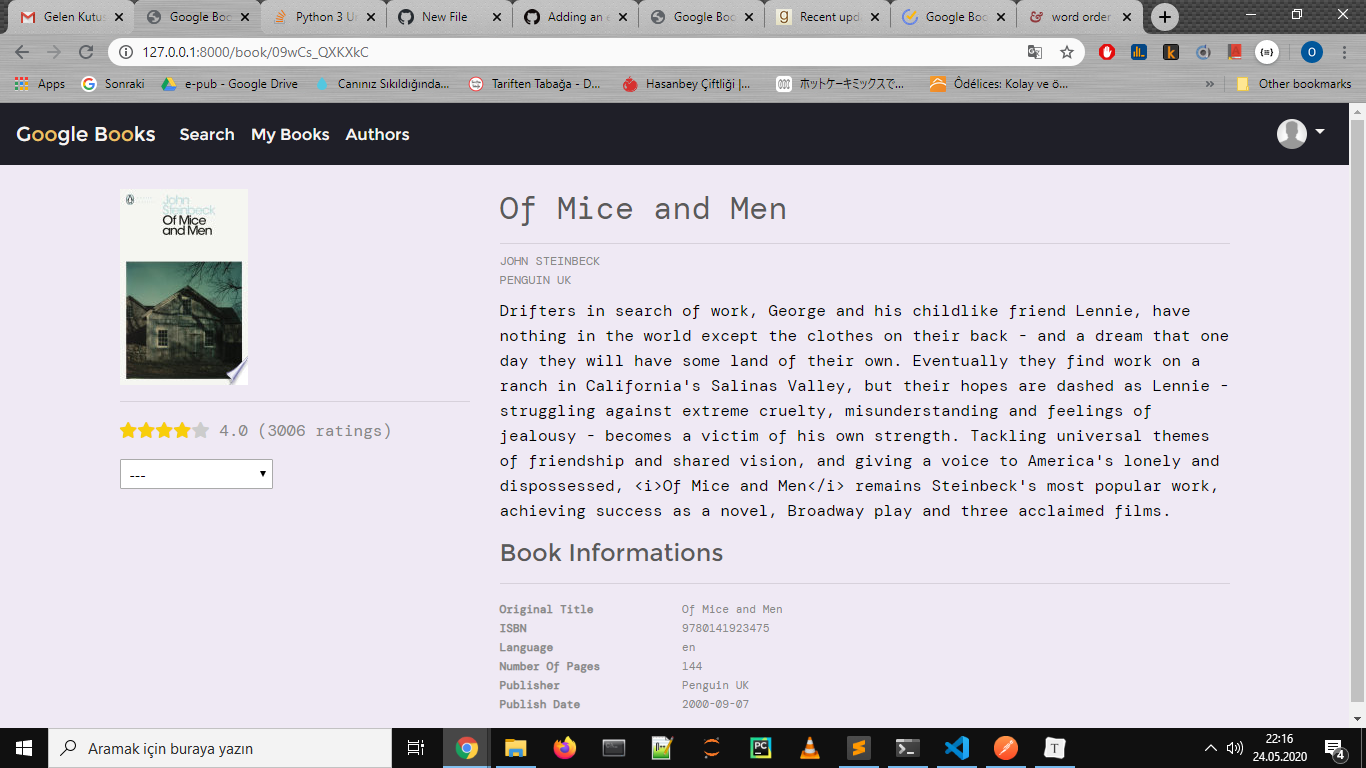 Gelen Kutus
Google Boo
Python 3 Un
New File
Adding an e
Google Boo
Recent upd
Google Boo
word order
127.0.0.1:8000/book/09wCs_QXKXkC
Apps
Sonraki
e-pub - Google Drive
Canınız Sıkıldığında...
Tariften Tabağa - D...
Hasanbey Çiftliği |...
ホットケーキミックスで...
Ôdélices: Kolay ve ö...
Other bookmarks
Google Books
Search
My Books
Authors
John
Steinbeck
Of Mice
and Men
4.0 (3006 ratings)
---
Of Mice and Men
JOHN STEINBECK
PENGUIN UK
Drifters in search of work, George and his childlike friend Lennie, have
nothing in the world except the clothes on their back - and a dream that one
day they will have some land of their own. Eventually they find work on a
ranch in California's Salinas Valley, but their hopes are dashed as Lennie -
struggling against extreme cruelty, misunderstanding and feelings of
jealousy - becomes a victim of his own strength. Tackling universal themes
of friendship and shared vision, and giving a voice to America's lonely and
dispossessed, <i>Of Mice and Men</i> remains Steinbeck's most popular work,
achieving success as a novel, Broadway play and three acclaimed films.
Book Informations
Original Title Of Mice and Men
ISBN 9780141923475
Language en
Number Of Pages 144
Publisher Penguin UK
Publish Date 2000-09-07
Aramak için buraya yazın
22:16
24.05.2020
4